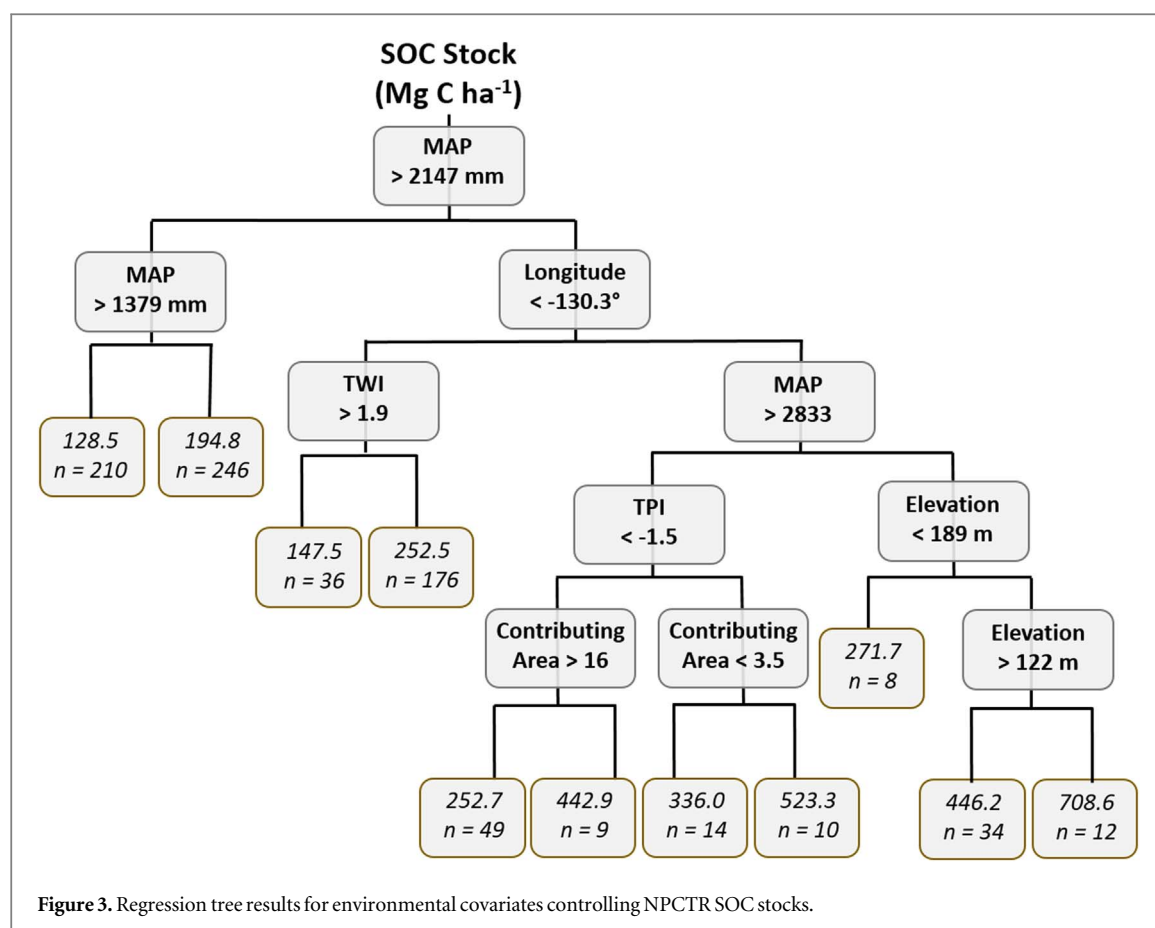 SOC Stock
(Mg C ha⁻¹)
MAP
> 2147 mm
MAP
> 1379 mm
Longitude
< -130.3°
TWI
> 1.9
MAP
> 2833
128.5
n = 210
194.8
n = 246
TPI
< -1.5
Elevation
< 189 m
147.5
n = 36
252.5
n = 176
Contributing
Area > 16
Contributing
Area < 3.5
271.7
n = 8
Elevation
> 122 m
252.7
n = 49
442.9
n = 9
336.0
n = 14
523.3
n = 10
446.2
n = 34
708.6
n = 12
Figure 3. Regression tree results for environmental covariates controlling NPCTR SOC stocks.